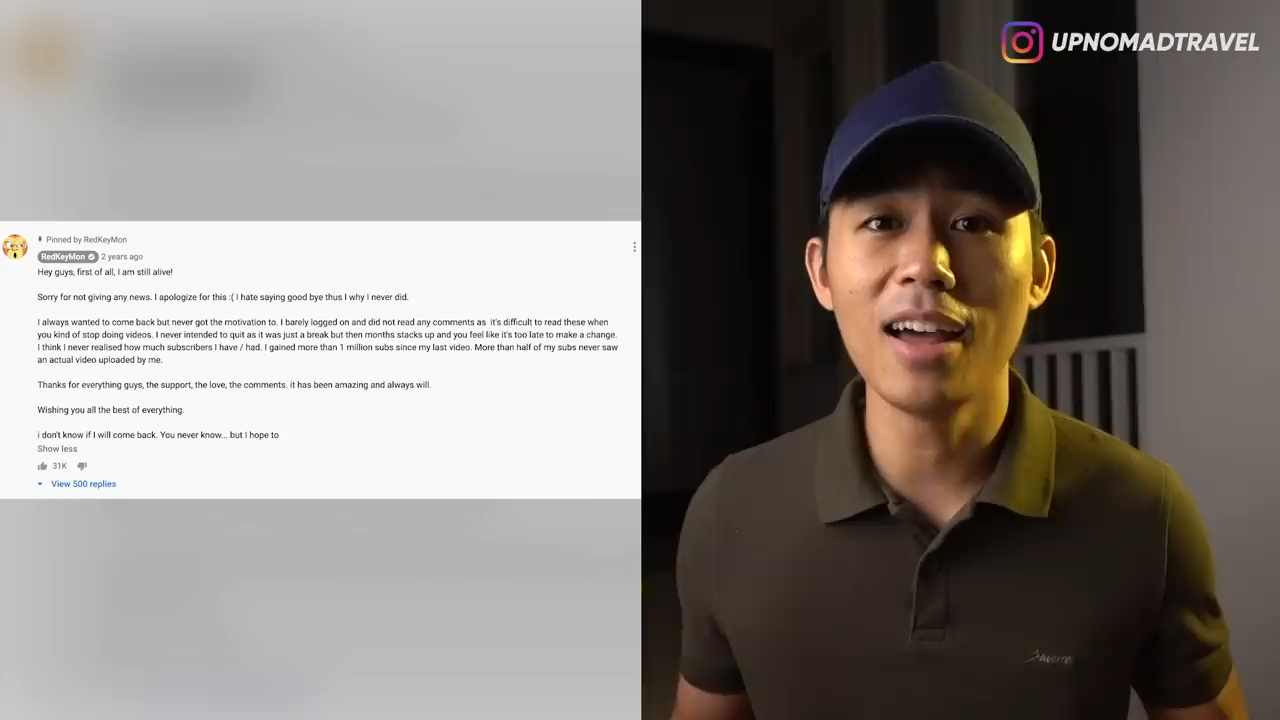 UPNOMADTRAVEL
Pinned by RedKeyMon
RedKeyMon 2 years ago
Hey guys, first of all, I am still alive!
Sorry for not giving any news. I apologize for this :( I hate saying good bye thus I why I never did.
I always wanted to come back but never got the motivation to. I barely logged on and did not read any comments as it's difficult to read these when
you kind of stop doing videos. I never intended to quit as it was just a break but then months stacks up and you feel like it's too late to make a change.
I think I never realised how much subscribers I have / had. I gained more than 1 million subs since my last video. More than half of my subs never saw
an actual video uploaded by me.
Thanks for everything guys, the support, the love, the comments. it has been amazing and always will.
Wishing you all the best of everything.
i don't know if I will come back. You never know... but I hope to
Show less
31K
View 500 replies